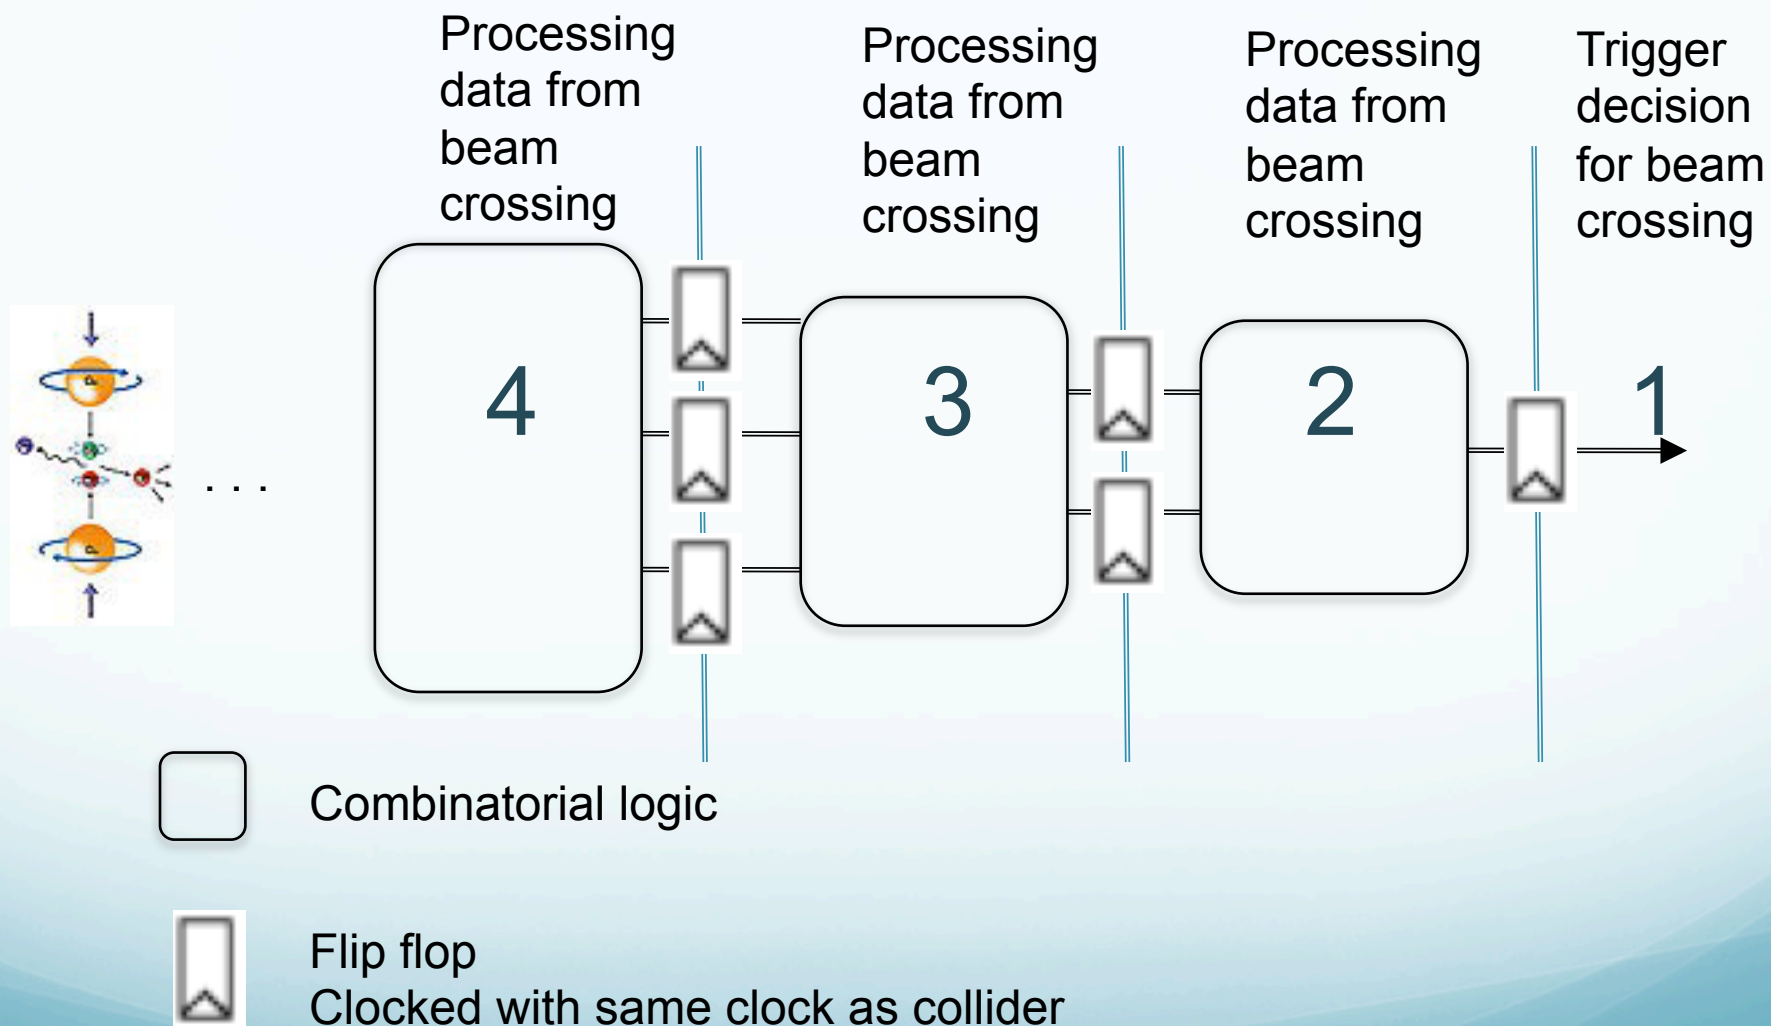 Processing
data from
beam
crossing
Processing
data from
beam
crossing
Processing
data from
beam
crossing
Trigger
decision
for beam
crossing
4
3
2
1
. . .
Combinatorial logic
Flip flop
Clocked with same clock as collider